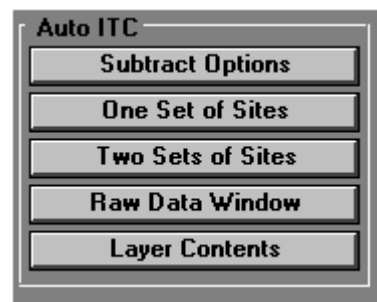 Auto ITC
Subtract Options
One Set of Sites
Two Sets of Sites
Raw Data Window
Layer Contents